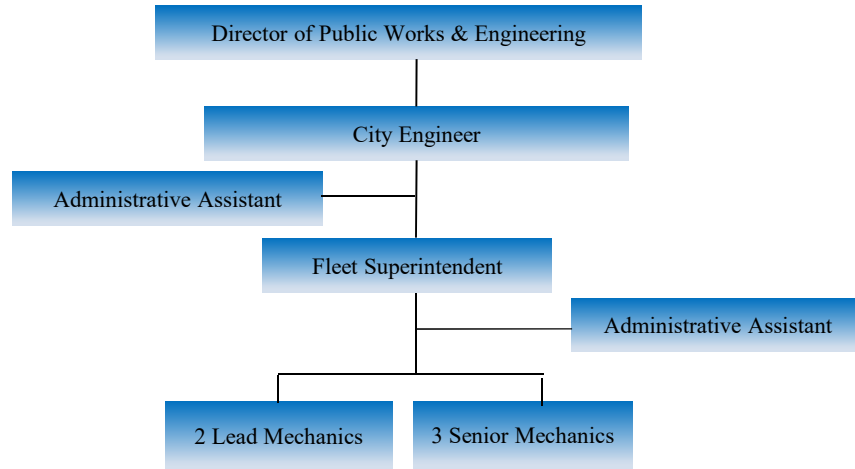 Director of Public Works & Engineering
City Engineer
Administrative Assistant
Fleet Superintendent
Administrative Assistant
2 Lead Mechanics
3 Senior Mechanics